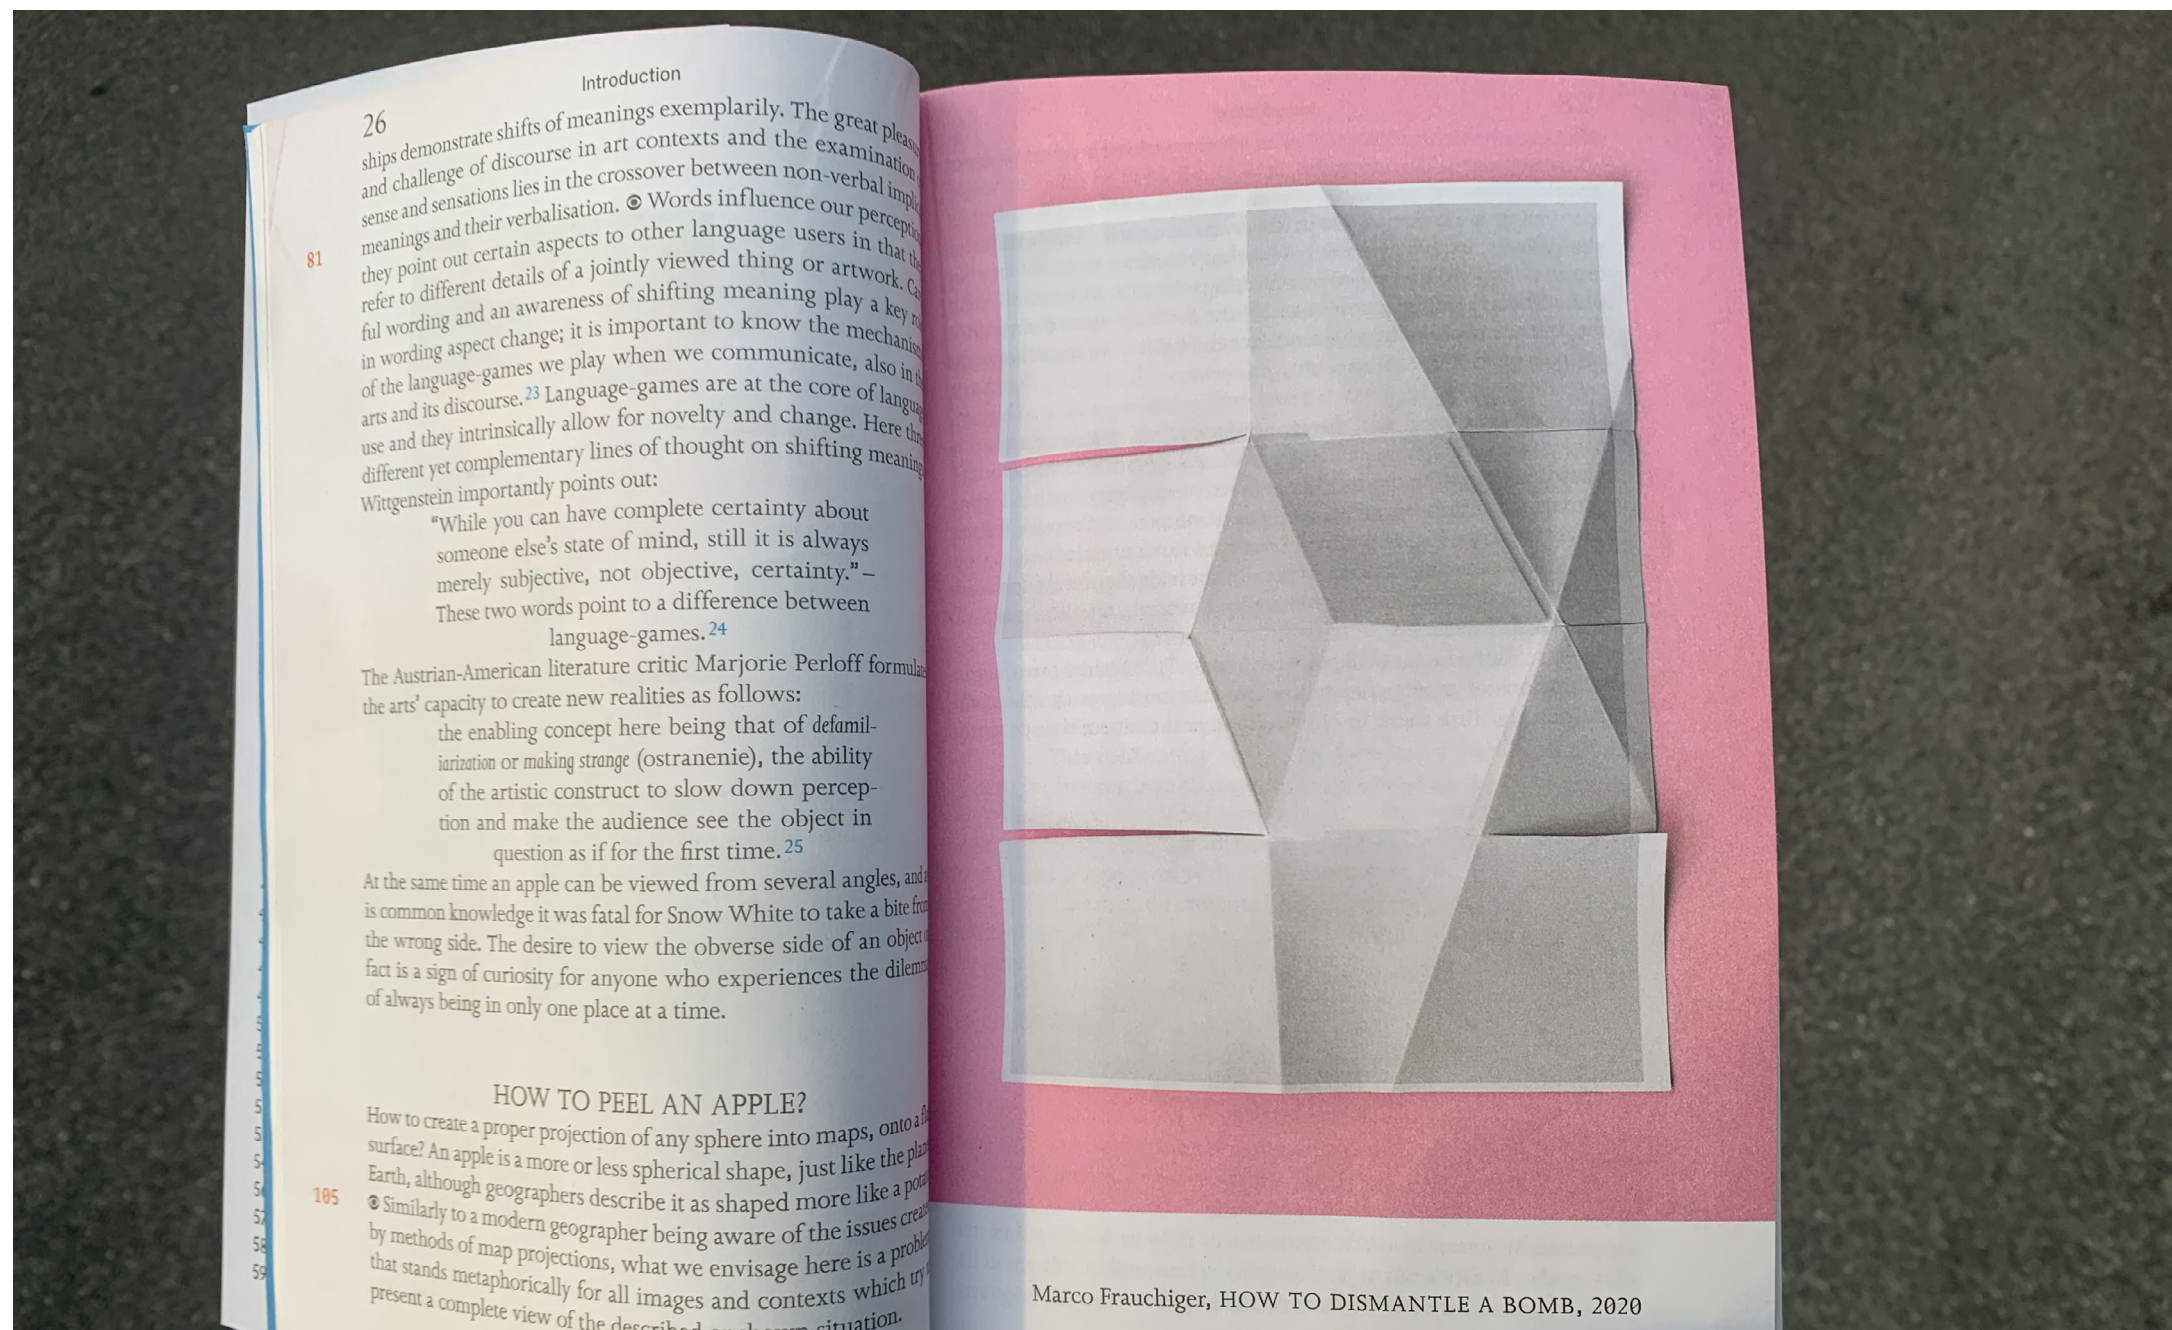 Introduction
26
ships demonstrate shifts of meanings exemplarily. The great
and challenge of discourse in art contexts and the examination
sense and sensations lies in the crossover between non-verbal
meanings and their verbalisation. Words influence our
81
they point out certain aspects to other language users in that
refer to different details of a jointly viewed thing or artwork.
ful wording and an awareness of shifting meaning play a key
in wording aspect change; it is important to know the
of the language-games we play when we communicate, also in
arts and its discourse.23 Language-games are at the core of
use and they intrinsically allow for novelty and change. Here
different yet complementary lines of thought on shifting
Wittgenstein importantly points out:
“While you can have complete certainty about
someone else’s state of mind, still it is always
merely subjective, not objective, certainty.” –
These two words point to a difference between
language-games.24
The Austrian-American literature critic Marjorie Perloff
the arts’ capacity to create new realities as follows:
the enabling concept here being that of defamil-
iarization or making strange (ostranenie), the ability
of the artistic construct to slow down percep-
tion and make the audience see the object in
question as if for the first time.25
At the same time an apple can be viewed from several angles, and
is common knowledge it was fatal for Snow White to take a bite
the wrong side. The desire to view the obverse side of an object
fact is a sign of curiosity for anyone who experiences the
of always being in only one place at a time.
HOW TO PEEL AN APPLE?
How to create a proper projection of any sphere into maps, onto a
surface? An apple is a more or less spherical shape, just like the
Earth, although geographers describe it as shaped more like a
105
Similarly to a modern geographer being aware of the issues
by methods of map projections, what we envisage here is a
that stands metaphorically for all images and contexts which try
present a complete view of the situation.
58
59
Marco Frauchiger, HOW TO DISMANTLE A BOMB, 2020